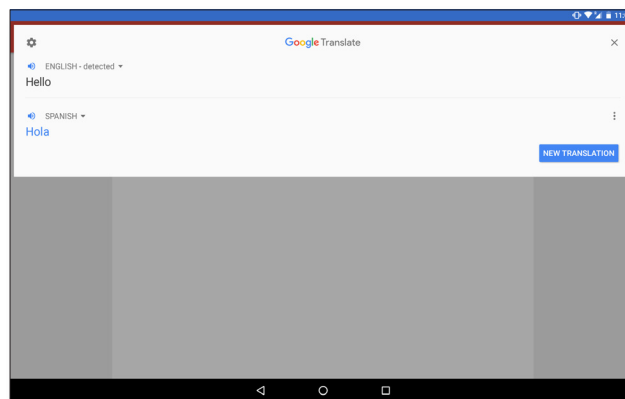 Google Translate
ENGLISH - detected
Hello
SPANISH
Hola
NEW TRANSLATION